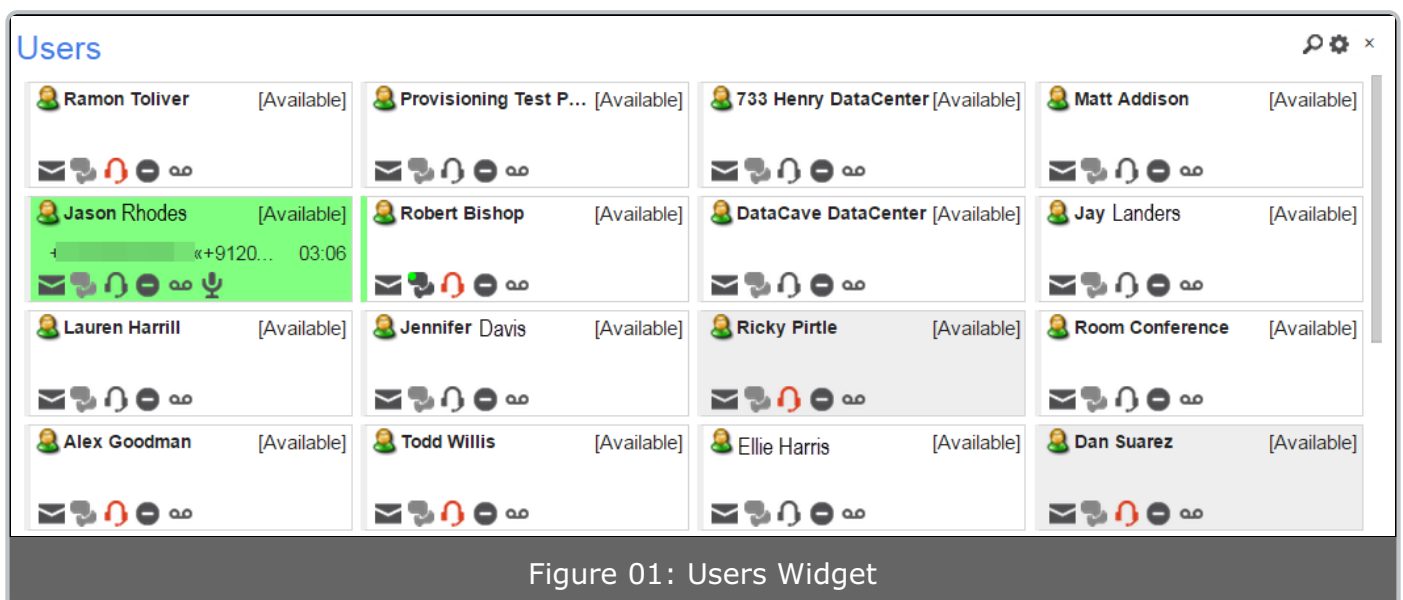 Users
Ramon Toliver [Available] Provisioning Test P... [Available] 733 Henry DataCenter [Available] Matt Addison [Available]
Jason Rhodes [Available] Robert Bishop [Available] DataCave DataCenter [Available] Jay Landers [Available]
«+9120... 03:06
Lauren Harrill [Available] Jennifer Davis [Available] Ricky Pirtle [Available] Room Conference [Available]
Alex Goodman [Available] Todd Willis [Available] Ellie Harris [Available] Dan Suarez [Available]
Figure 01: Users Widget